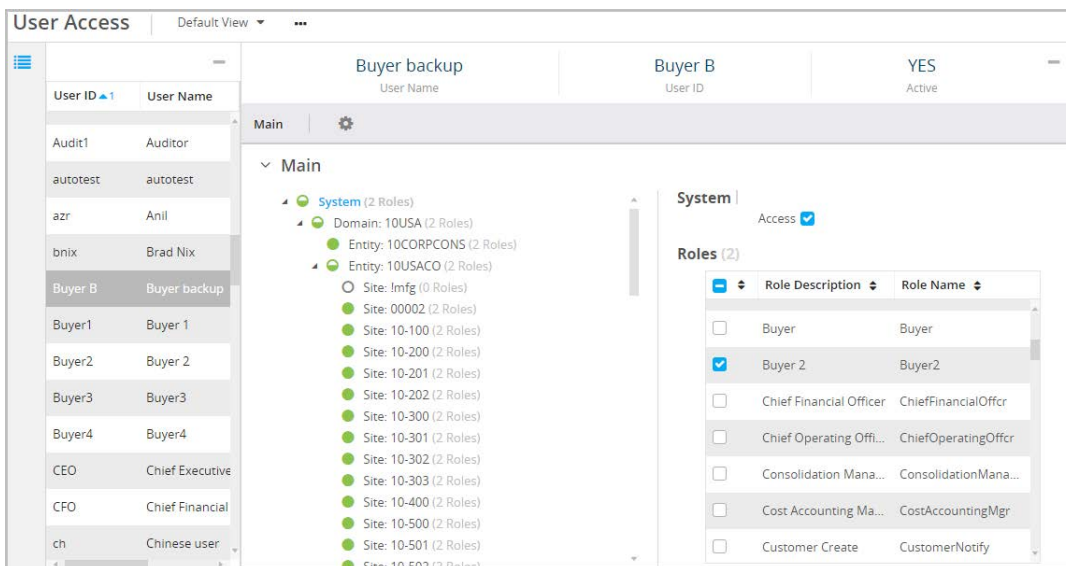 User Access
Default View
User ID 1 User Name
Audit1 Auditor
autotest autotest
azr Anil
bnix Brad Nix
Buyer B Buyer backup
Buyer1 Buyer 1
Buyer2 Buyer 2
Buyer3 Buyer3
Buyer4 Buyer4
CEO Chief Executive
CFO Chief Financial
ch Chinese user
Buyer backup
User Name
Buyer B
User ID
YES
Active
Main
Main
System (2 Roles)
Domain: 10USA (2 Roles)
Entity: 10CORPCONS (2 Roles)
Entity: 10USACO (2 Roles)
Site: !mfg (0 Roles)
Site: 00002 (2 Roles)
Site: 10-100 (2 Roles)
Site: 10-200 (2 Roles)
Site: 10-201 (2 Roles)
Site: 10-202 (2 Roles)
Site: 10-300 (2 Roles)
Site: 10-301 (2 Roles)
Site: 10-302 (2 Roles)
Site: 10-303 (2 Roles)
Site: 10-400 (2 Roles)
Site: 10-500 (2 Roles)
Site: 10-501 (2 Roles)
Site: 10-502 (2 Roles)
System
Access
Roles (2)
Role Description Role Name
Buyer Buyer
Buyer 2 Buyer2
Chief Financial Officer ChiefFinancialOffcr
Chief Operating Offi... ChiefOperatingOffcr
Consolidation Mana... ConsolidationMana...
Cost Accounting Ma... CostAccountingMgr
Customer Create CustomerNotify